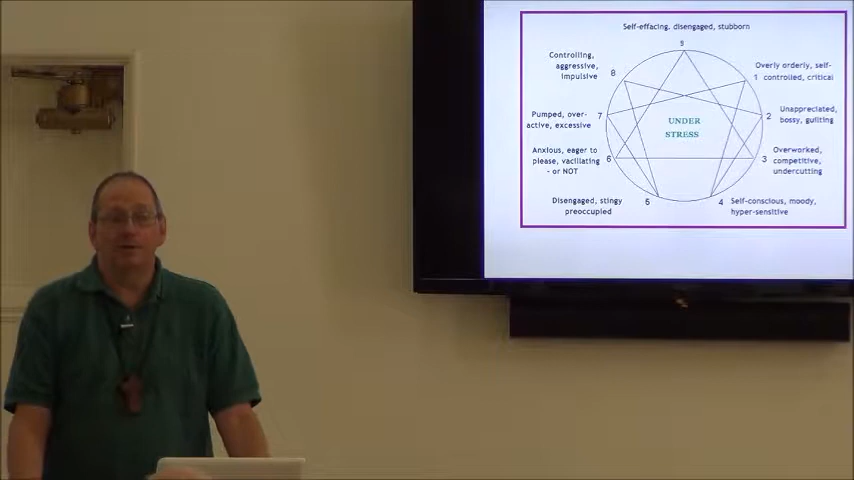 Self-effacing, disengaged, stubborn
9
Controlling,
aggressive,
impulsive
8
Overly orderly, self-
1 controlled, critical
Pumped, over-
active, excessive
7
UNDER
STRESS
Unappreciated,
2 bossy, guilting
Anxious, eager to
please, vacillating
- or NOT
6
Overworked,
3 competitive,
undercutting
Disengaged, stingy
preoccupied
5
4 Self-conscious, moody,
hyper-sensitive